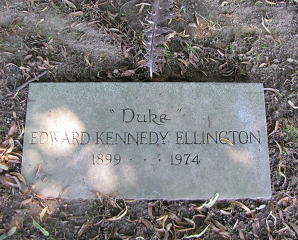 "Duke"
EDWARD KENNEDY ELLINGTON
1899 · · · 1974